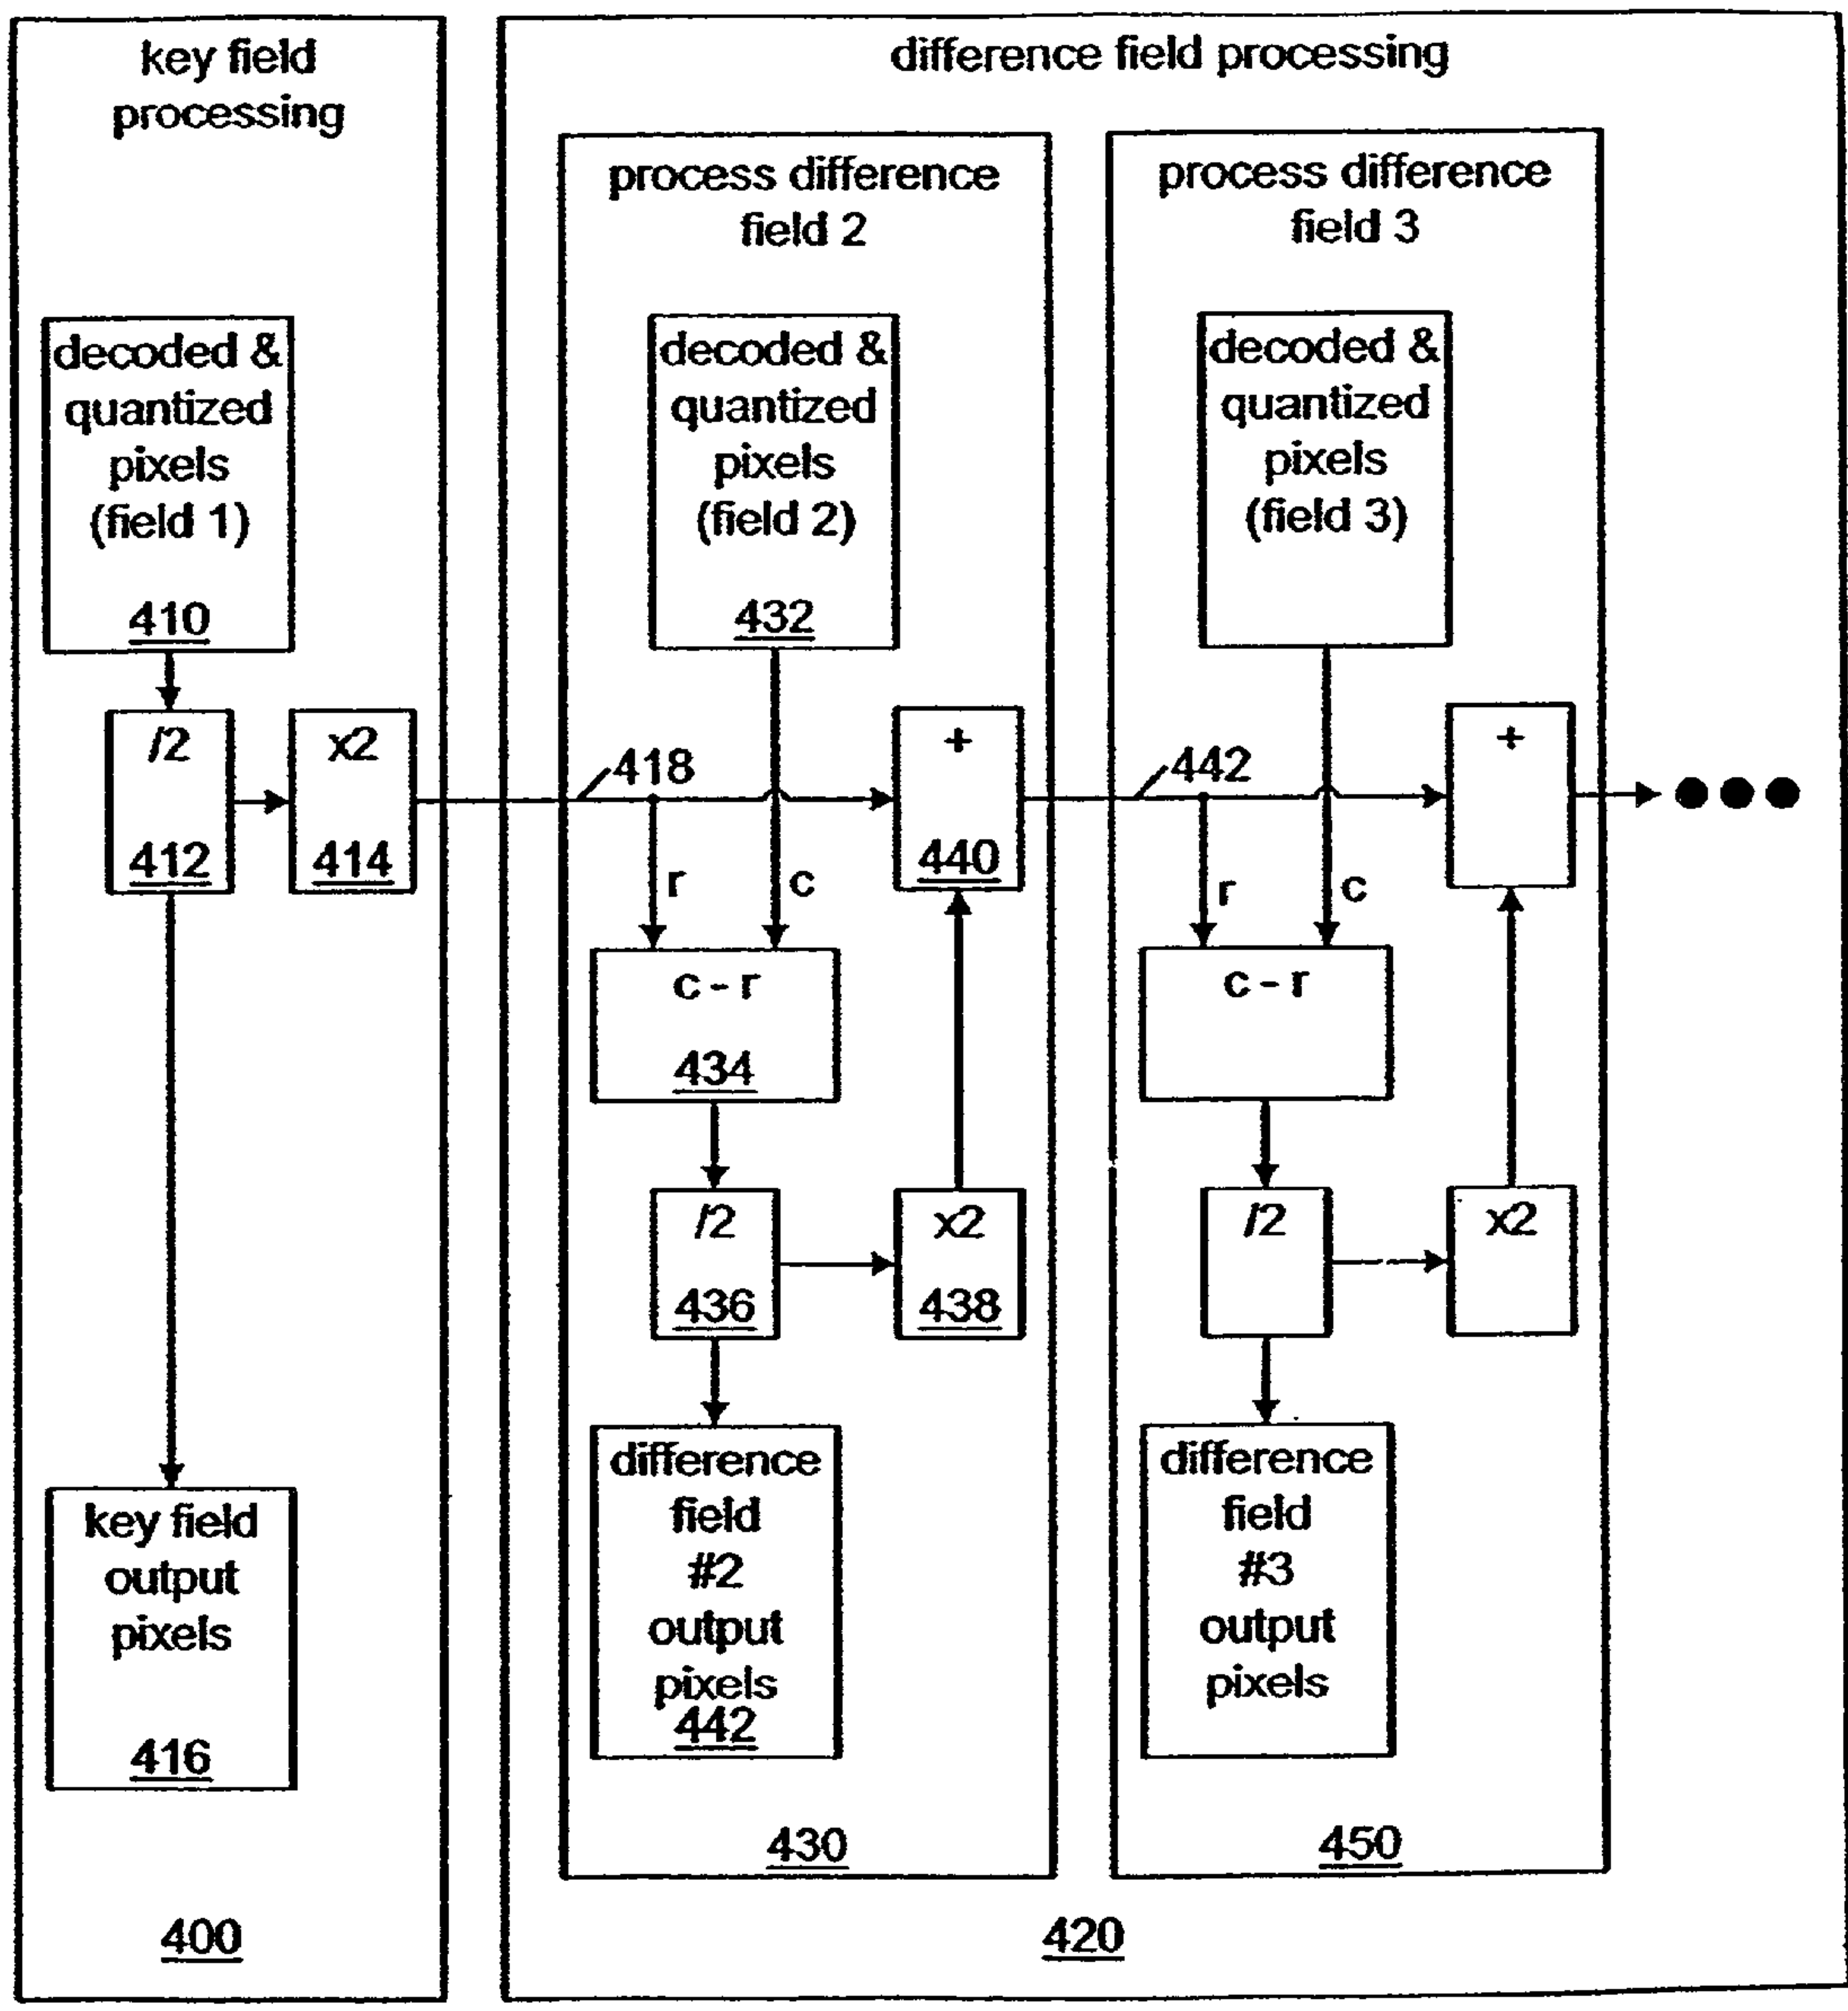 key field
processing
decoded &
quantized
pixels
(field 1)
410
/2
412
x2
414
key field
output
pixels
416
400
difference field processing
process difference
field 2
decoded &
quantized
pixels
(field 2)
432
418
r
c
+
440
c - r
434
/2
436
x2
438
difference
field
#2
output
pixels
442
430
process difference
field 3
decoded &
quantized
pixels
(field 3)
442
r
c
+
c - r
/2
x2
difference
field
#3
output
pixels
450
420